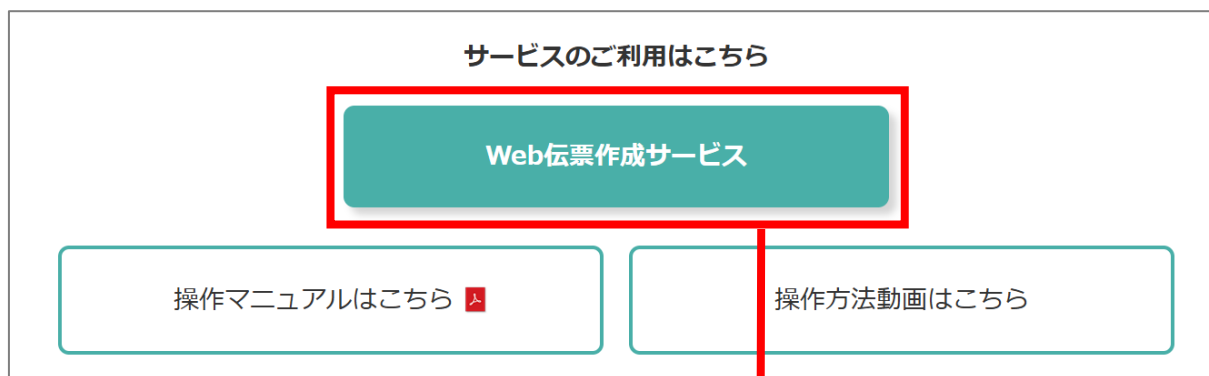 サービスのご利用はこちら
Web伝票作成サービス
操作マニュアルはこちら
操作方法動画はこちら